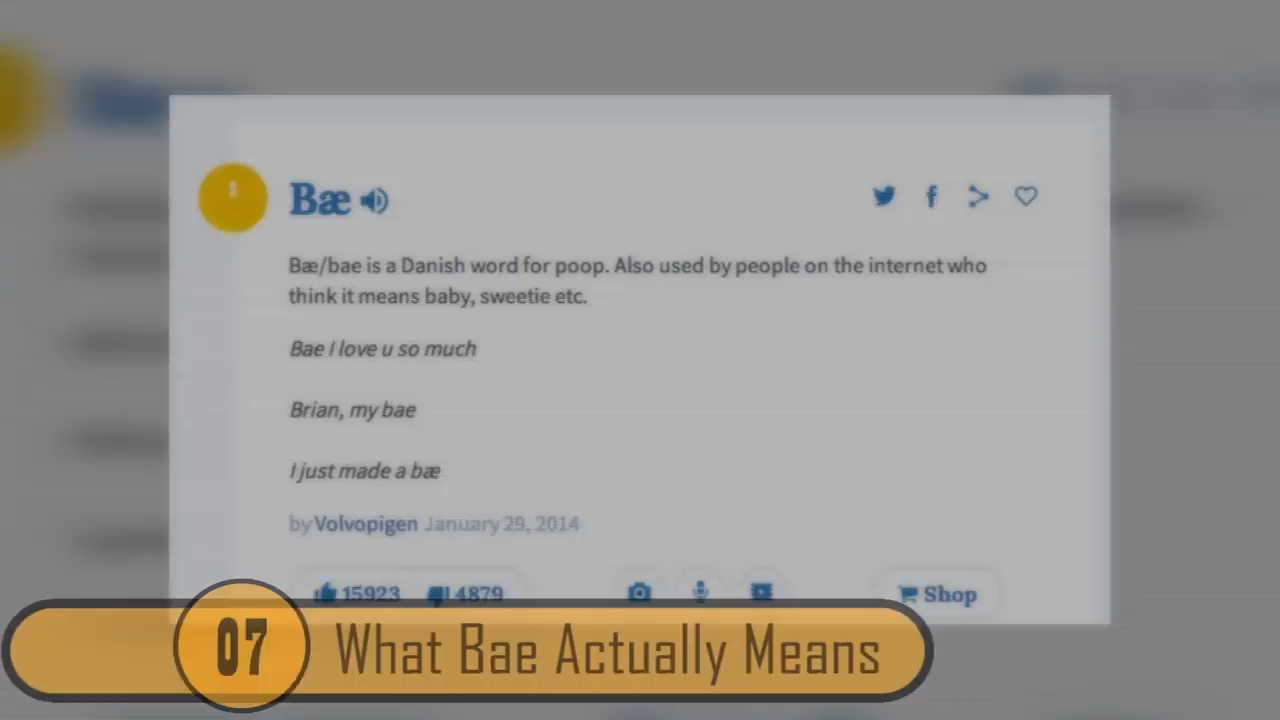 1
Bæ
Bæ/bae is a Danish word for poop. Also used by people on the internet who
think it means baby, sweetie etc.
Bae I love u so much
Brian, my bae
I just made a bæ
by Volvopigen January 29, 2014
15923 4879 Shop
07 What Bae Actually Means